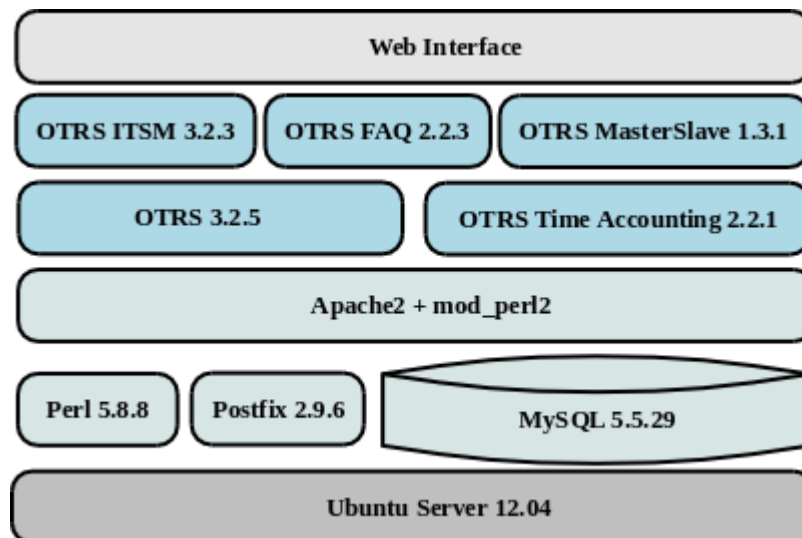 Web Interface
OTRS ITSM 3.2.3
OTRS FAQ 2.2.3
OTRS MasterSlave 1.3.1
OTRS 3.2.5
OTRS Time Accounting 2.2.1
Apache2 + mod_perl2
Perl 5.8.8
Postfix 2.9.6
MySQL 5.5.29
Ubuntu Server 12.04